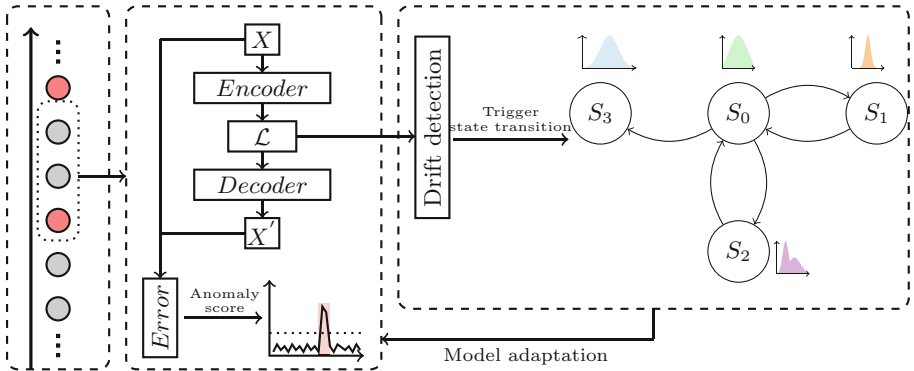 X
Encoder
ℒ
Decoder
X′
Error
Anomaly
score
Drift detection
Trigger
state transition
S₃
S₀
S₁
S₂
Model adaptation